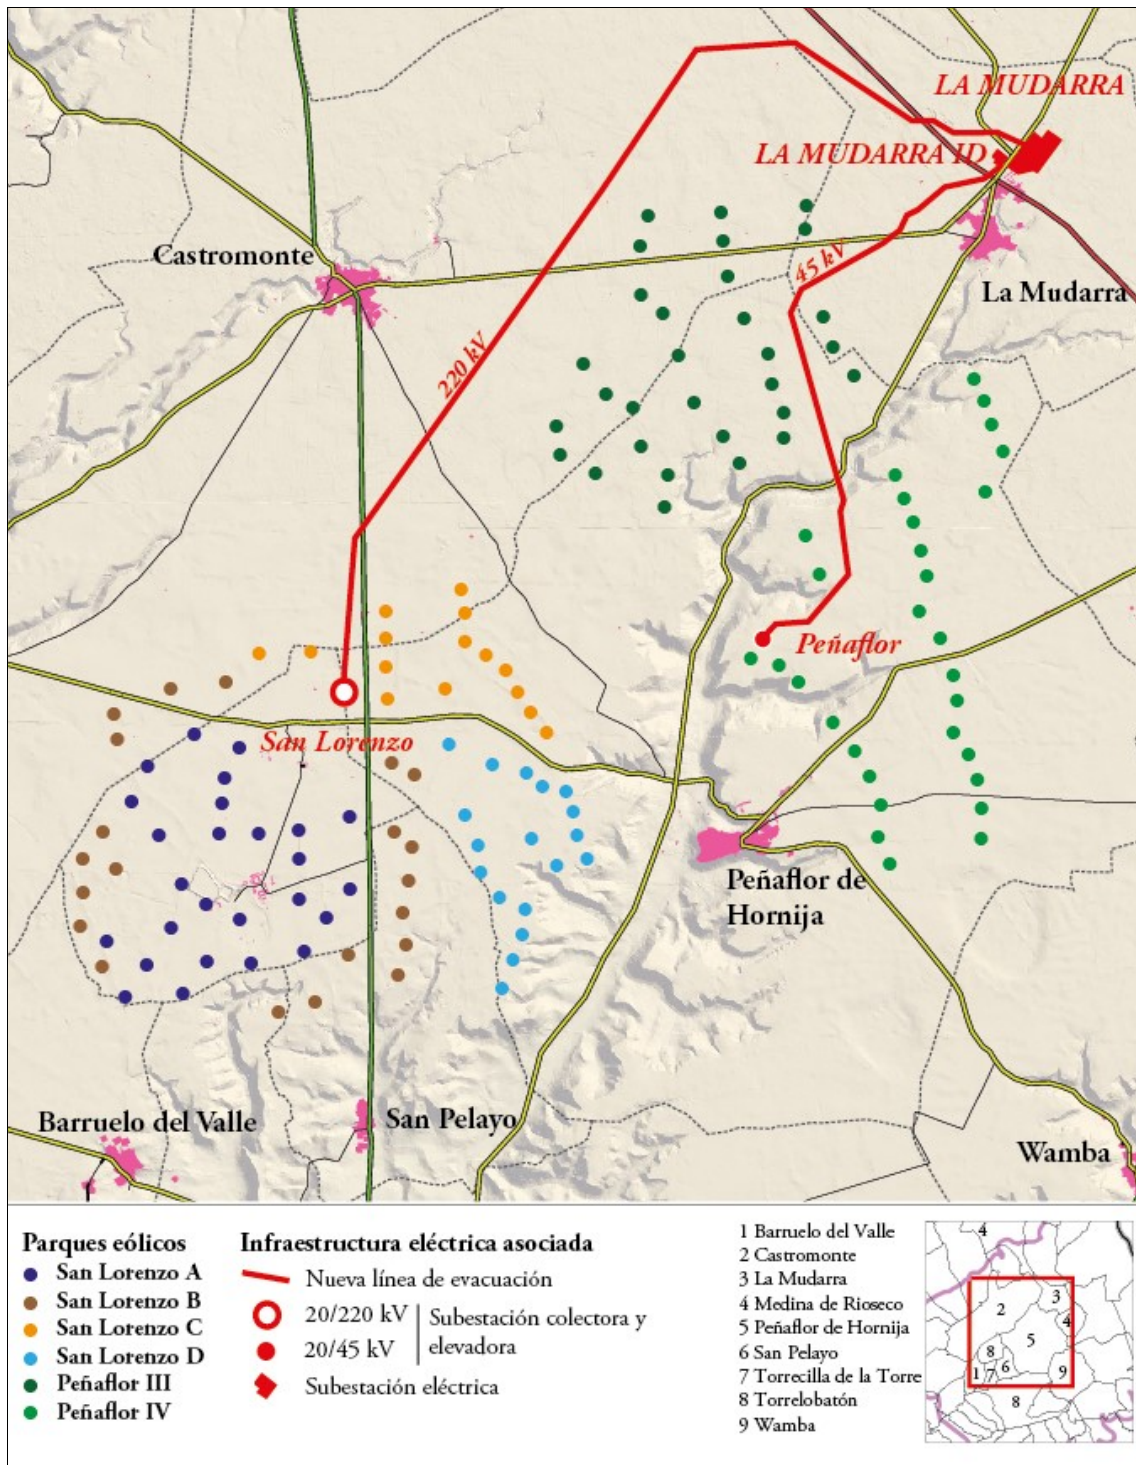 LA MUDARRA
LA MUDARRA ID
Castromonte
45 kV
La Mudarra
220 kV
Peñaflor
San Lorenzo
Peñaflor de
Hornija
Barruelo del Valle
San Pelayo
Wamba
Parques eólicos
San Lorenzo A
San Lorenzo B
San Lorenzo C
San Lorenzo D
Peñaflor III
Peñaflor IV
Infraestructura eléctrica asociada
Nueva línea de evacuación
20/220 kV
20/45 kV
Subestación colectora y
elevadora
Subestación eléctrica
1 Barruelo del Valle
2 Castromonte
3 La Mudarra
4 Medina de Rioseco
5 Peñaflor de Hornija
6 San Pelayo
7 Torrecilla de la Torre
8 Torrelobatón
9 Wamba
4
3
2
4
5
8
6
1
7
9
8